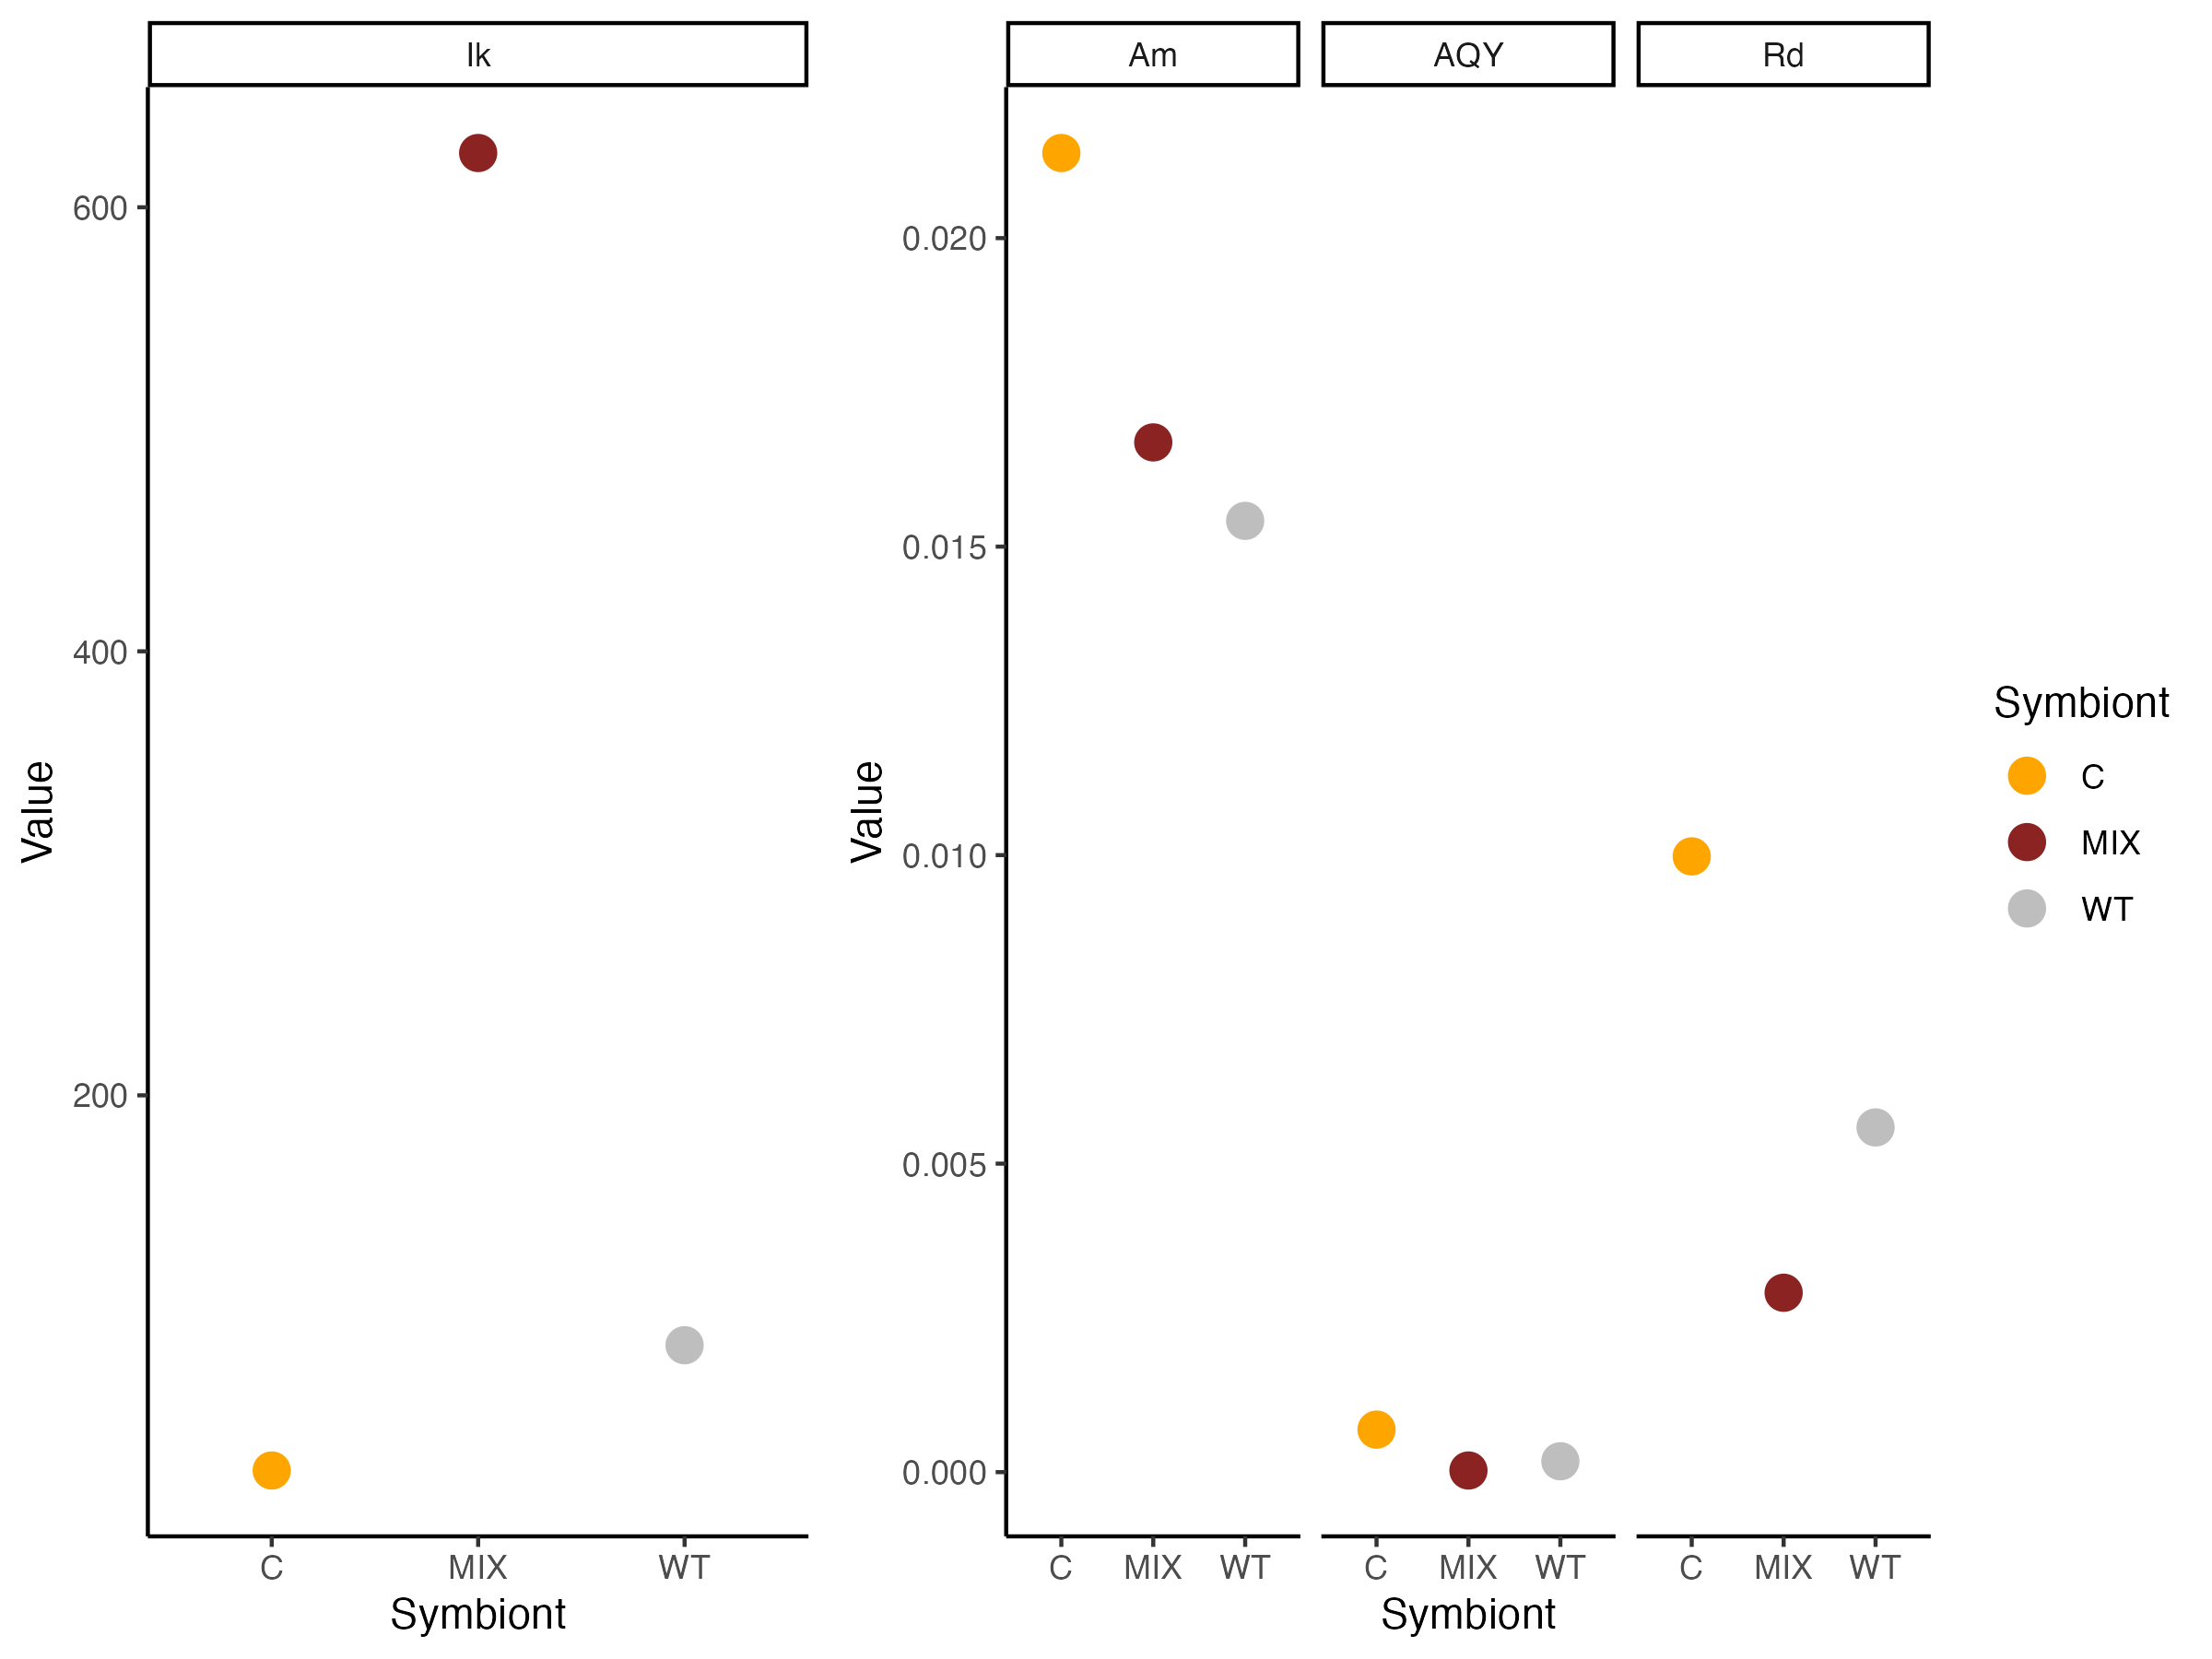 Ik
Am
AQY
Rd
600
400
200
Value
C
MIX
WT
Symbiont
0.020
0.015
0.010
0.005
0.000
Value
C
MIX
WT
C
MIX
WT
C
MIX
WT
Symbiont
Symbiont
C
MIX
WT